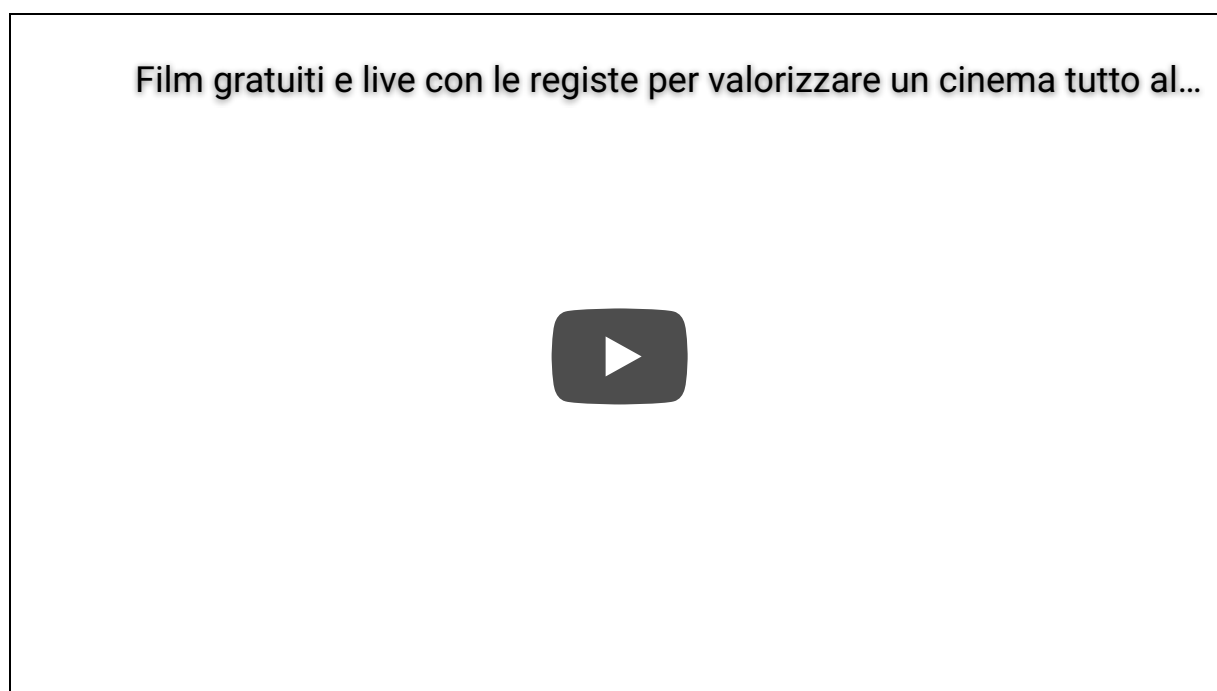 Film gratuiti e live con le registe per valorizzare un cinema tutto al…